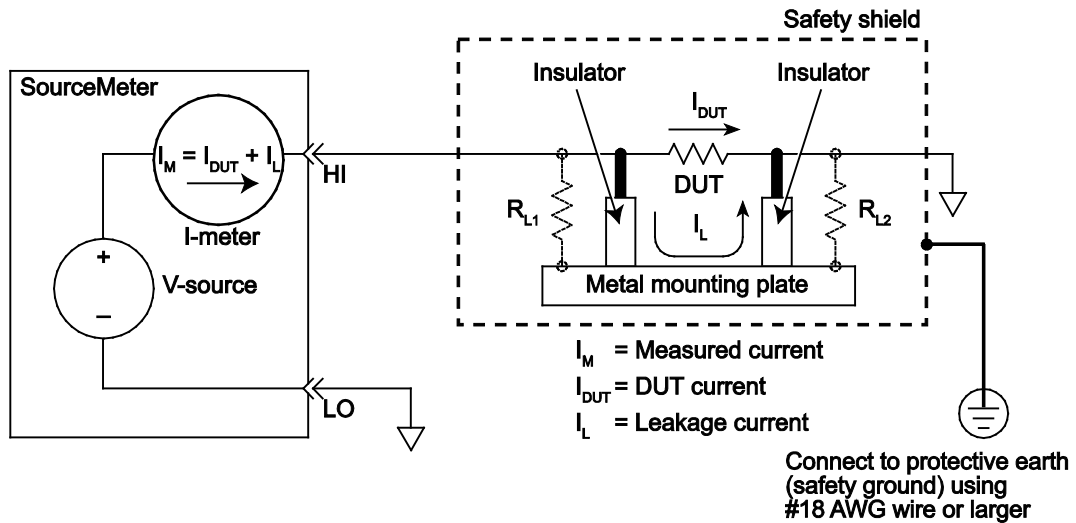 Safety shield
SourceMeter
Insulator
Insulator
I_DUT
I_M = I_DUT + I_L
HI
DUT
R_L1
I_L
R_L2
I-meter
+
V-source
–
Metal mounting plate
I_M = Measured current
I_DUT = DUT current
I_L = Leakage current
LO
Connect to protective earth
(safety ground) using
#18 AWG wire or larger